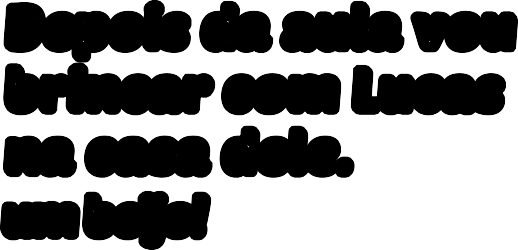 Depois da aula vou
brincar com Lucas
na casa dele.
um beijo!